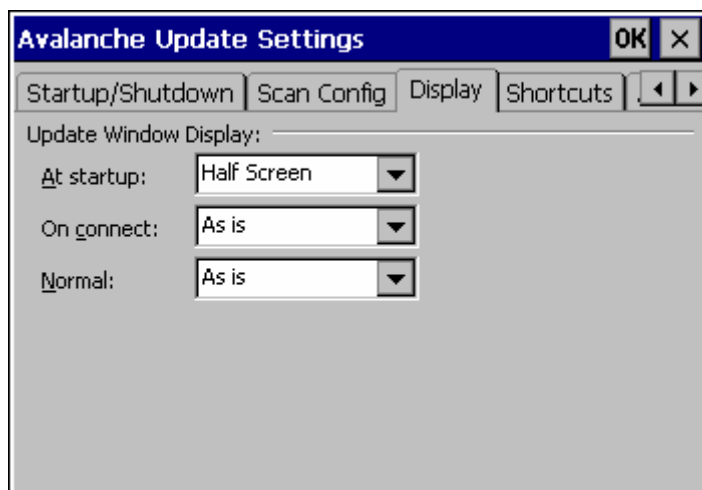 Avalanche Update Settings OK ×
Startup/Shutdown Scan Config Display Shortcuts
Update Window Display:
At startup: Half Screen
On connect: As is
Normal: As is